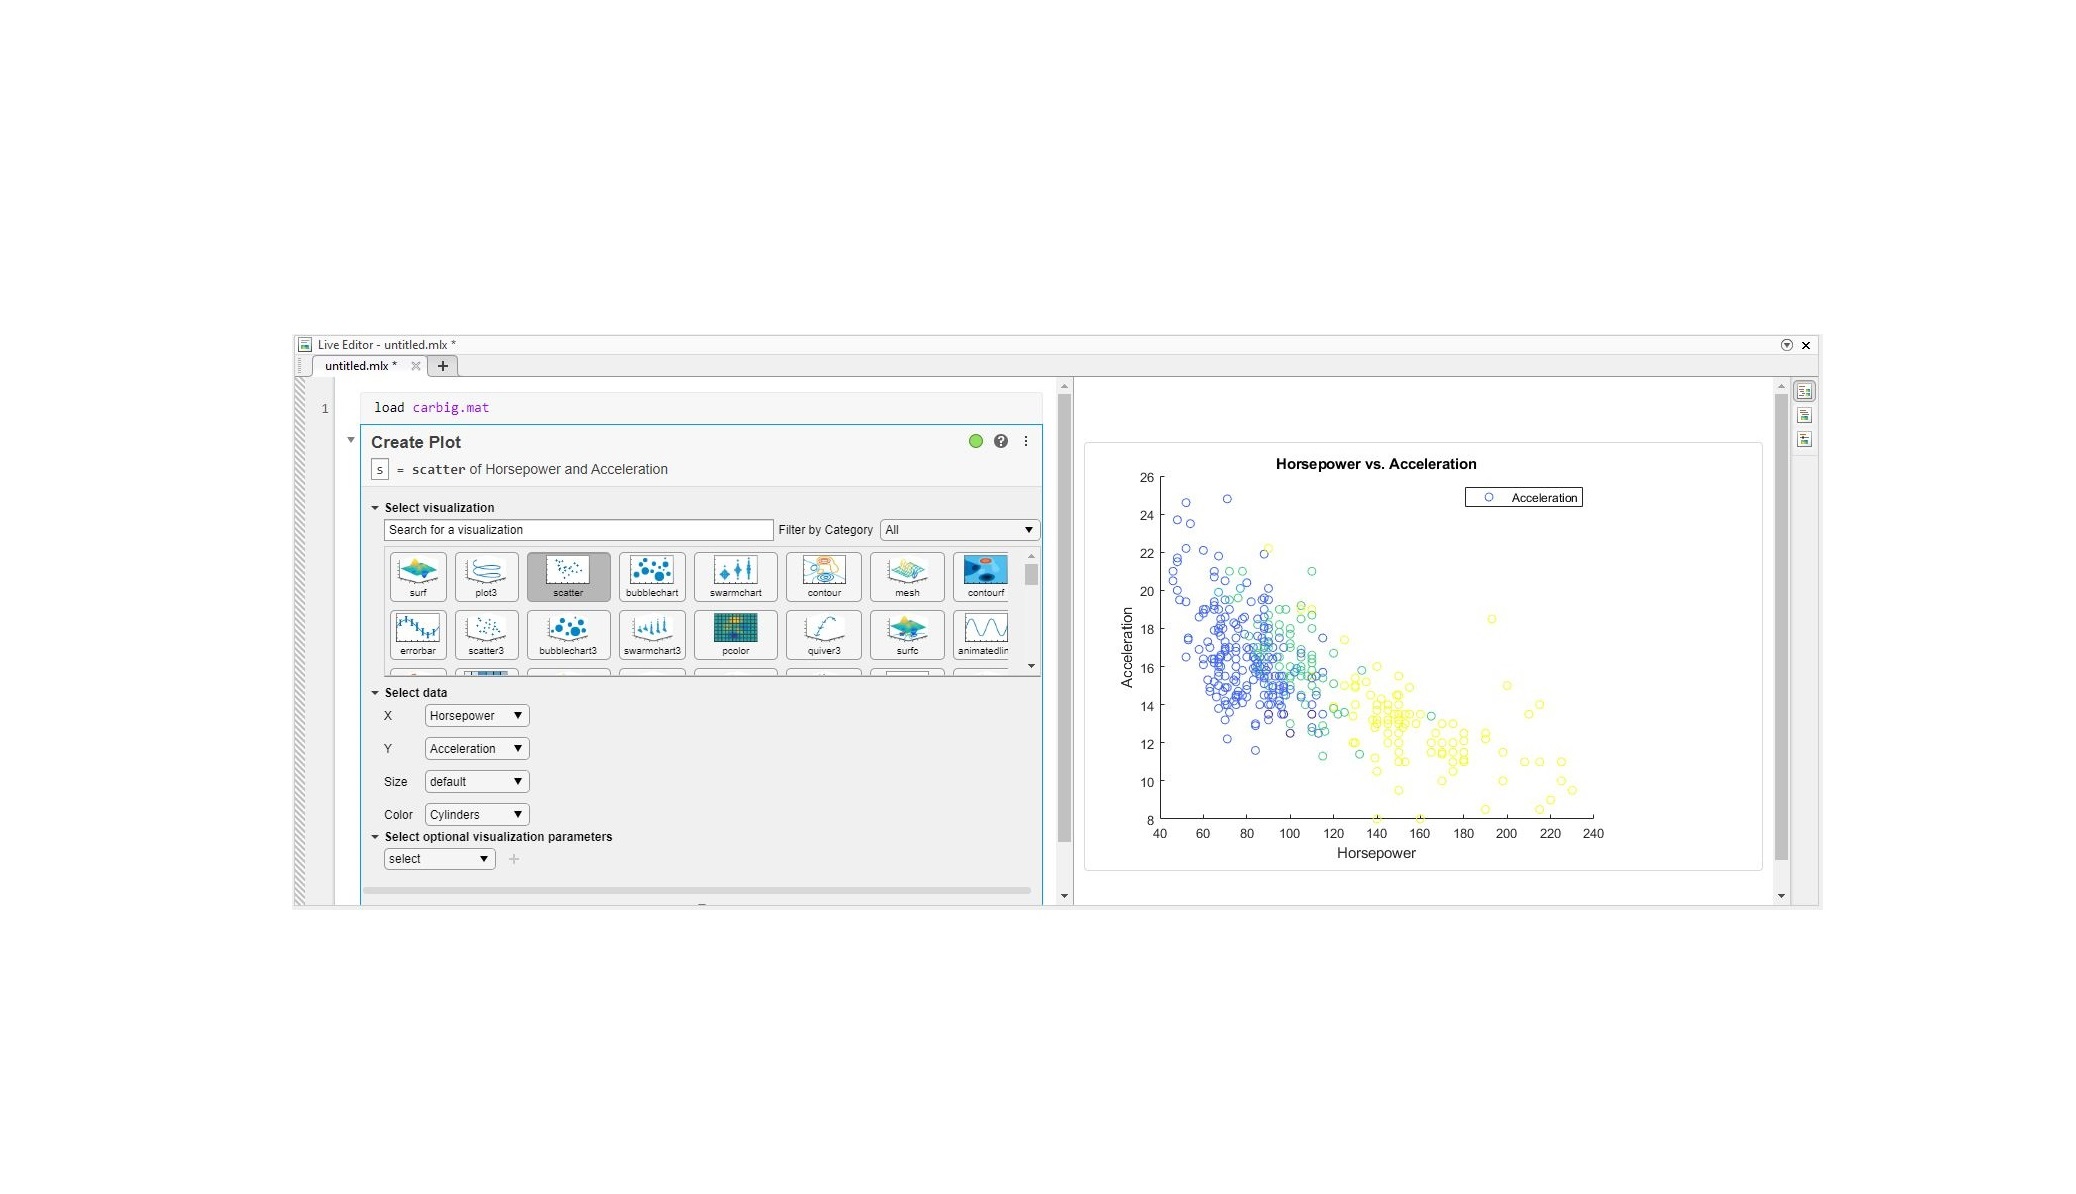 Live Editor - untitled.mlx *
untitled.mlx *
1
load carbig.mat
Create Plot
s = scatter of Horsepower and Acceleration
Select visualization
Search for a visualization Filter by Category All
surf plot3 scatter bubblechart swarmchart contour mesh contourf
errorbar scatter3 bubblechart3 swarmchart3 pcolor quiver3 surfc animatedlin
Select data
X Horsepower
Y Acceleration
Size default
Color Cylinders
Select optional visualization parameters
select
Horsepower vs. Acceleration
Acceleration
Acceleration
26
24
22
20
18
16
14
12
10
8
40 60 80 100 120 140 160 180 200 220 240
Horsepower